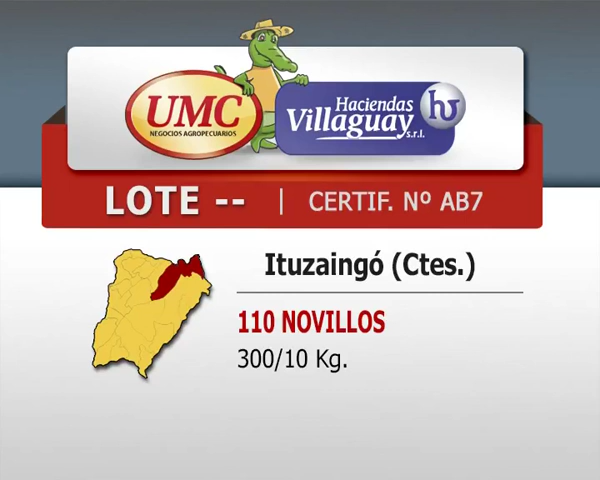 UMC
NEGOCIOS AGROPECUARIOS
Haciendas
Villaguay
s.r.l.
hv
LOTE -- | CERTIF. Nº AB7
Ituzaingó (Ctes.)
110 NOVILLOS
300/10 Kg.